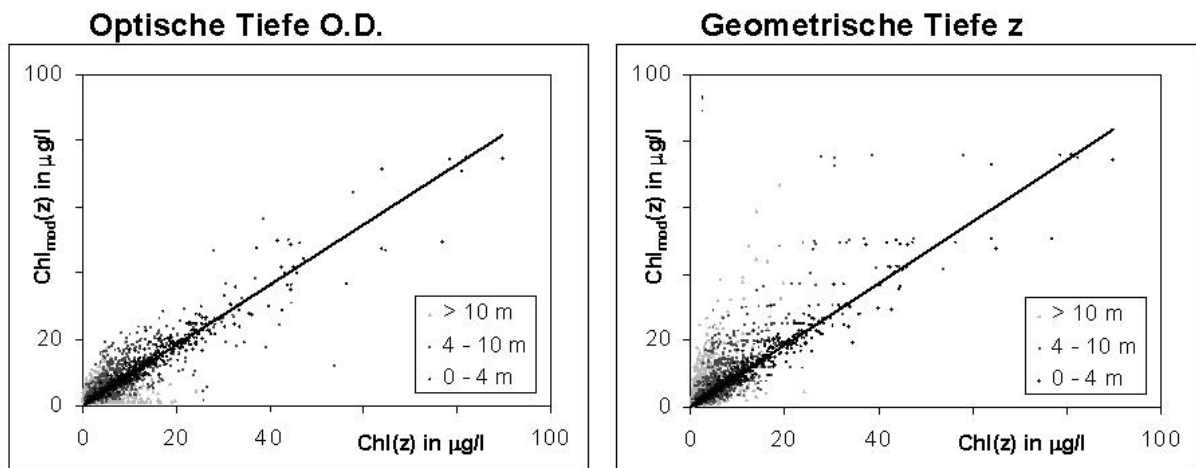 Optische Tiefe O.D.
100
20
0
Chl_mod(z) in µg/l
> 10 m
4 - 10 m
0 - 4 m
0 20 40 100
Chl(z) in µg/l
Geometrische Tiefe z
100
20
0
Chl_mod(z) in µg/l
> 10 m
4 - 10 m
0 - 4 m
0 20 40 100
Chl(z) in µg/l